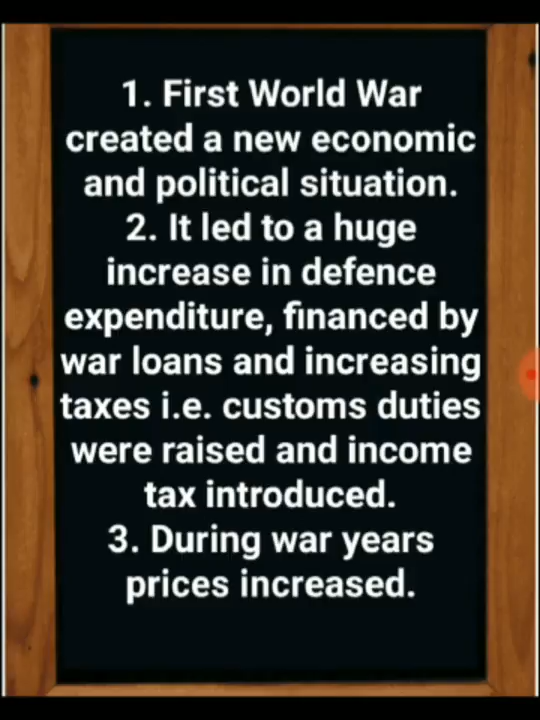 1. First World War
created a new economic
and political situation.
2. It led to a huge
increase in defence
expenditure, financed by
war loans and increasing
taxes i.e. customs duties
were raised and income
tax introduced.
3. During war years
prices increased.